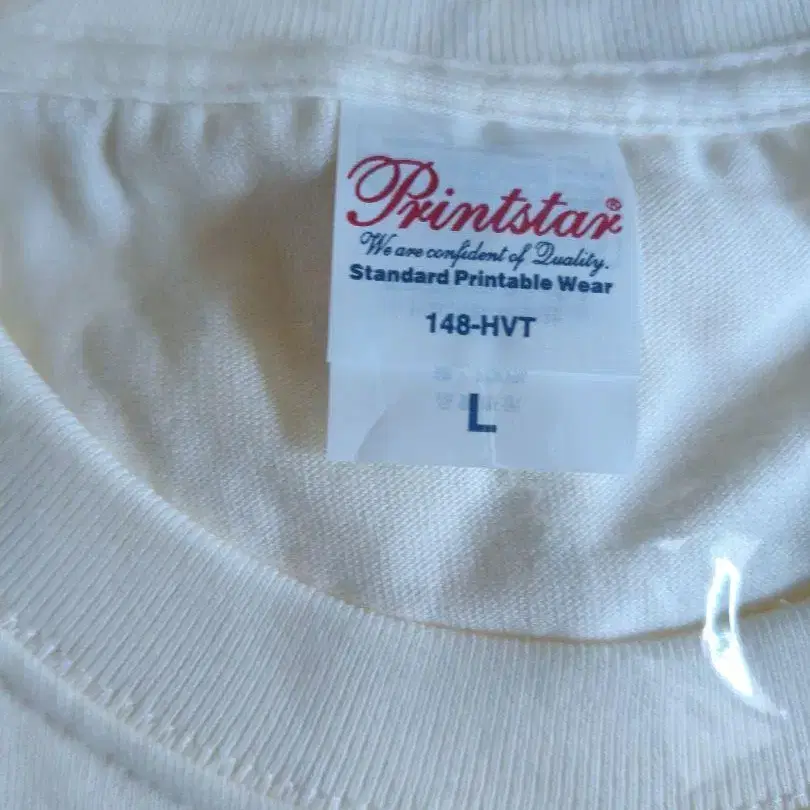 Printstar®
We are confident of Quality.
Standard Printable Wear
148-HVT
L